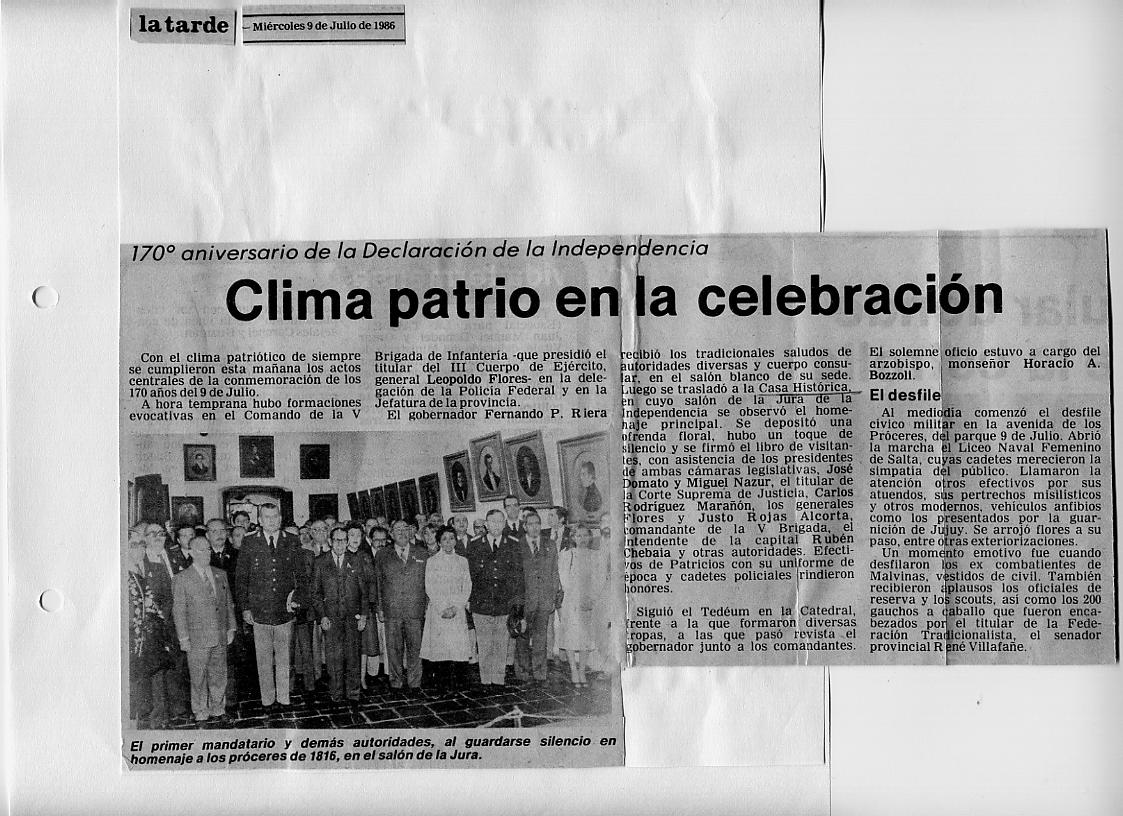 la tarde
Miércoles 9 de Julio de 1986
170° aniversario de la Declaración de la Independencia
Clima patrio en la celebración
Con el clima patriótico de siempre
se cumplieron esta mañana los actos
centrales de la conmemoración de los
170 años del 9 de Julio.
A hora temprana hubo formaciones
evocativas en el Comando de la V
Brigada de Infantería -que presidió el
titular del III Cuerpo de Ejército,
general Leopoldo Flores- en la dele-
gación de la Policía Federal y en la
Jefatura de la provincia.
El gobernador Fernando P. Riera
recibió los tradicionales saludos de
autoridades diversas y cuerpo consu-
lar, en el salón blanco de su sede.
Luego se trasladó a la Casa Histórica,
en cuyo salón de la Jura de la
Independencia se observó el home-
naje principal. Se depositó una
ofrenda floral, hubo un toque de
silencio y se firmó el libro de visitan-
tes, con asistencia de los presidentes
de ambas cámaras legislativas, José
Domato y Miguel Nazur, el titular de
la Corte Suprema de Justicia, Carlos
Rodríguez Marañón, los generales
Flores y Justo Rojas Alcorta,
comandante de la V Brigada, el
intendente de la capital Rubén
Chebaia y otras autoridades. Efecti-
vos de Patricios con su uniforme de
época y cadetes policiales rindieron
honores.
Siguió el Tedéum en la Catedral,
frente a la que formaron diversas
tropas, a las que pasó revista el
gobernador junto a los comandantes.
El solemne oficio estuvo a cargo del
arzobispo, monseñor Horacio A.
Bozzoli.
El desfile
Al mediodía comenzó el desfile
cívico militar en la avenida de los
Próceres, del parque 9 de Julio. Abrió
la marcha el Liceo Naval Femenino
de Salta, cuyas cadetes merecieron la
simpatía del público. Llamaron la
atención otros efectivos por sus
atuendos, sus pertrechos misilísticos
y otros modernos, vehículos anfibios
como los presentados por la guar-
nición de Jujuy. Se arrojó flores a su
paso, entre otras exteriorizaciones.
Un momento emotivo fue cuando
desfilaron los ex combatientes de
Malvinas, vestidos de civil. También
recibieron aplausos los oficiales de
reserva y los scouts, así como los 200
gauchos a caballo que fueron enca-
bezados por el titular de la Fede-
ración Tradicionalista, el senador
provincial René Villafañe.
El primer mandatario y demás autoridades, al guardarse silencio en
homenaje a los próceres de 1816, en el salón de la Jura.